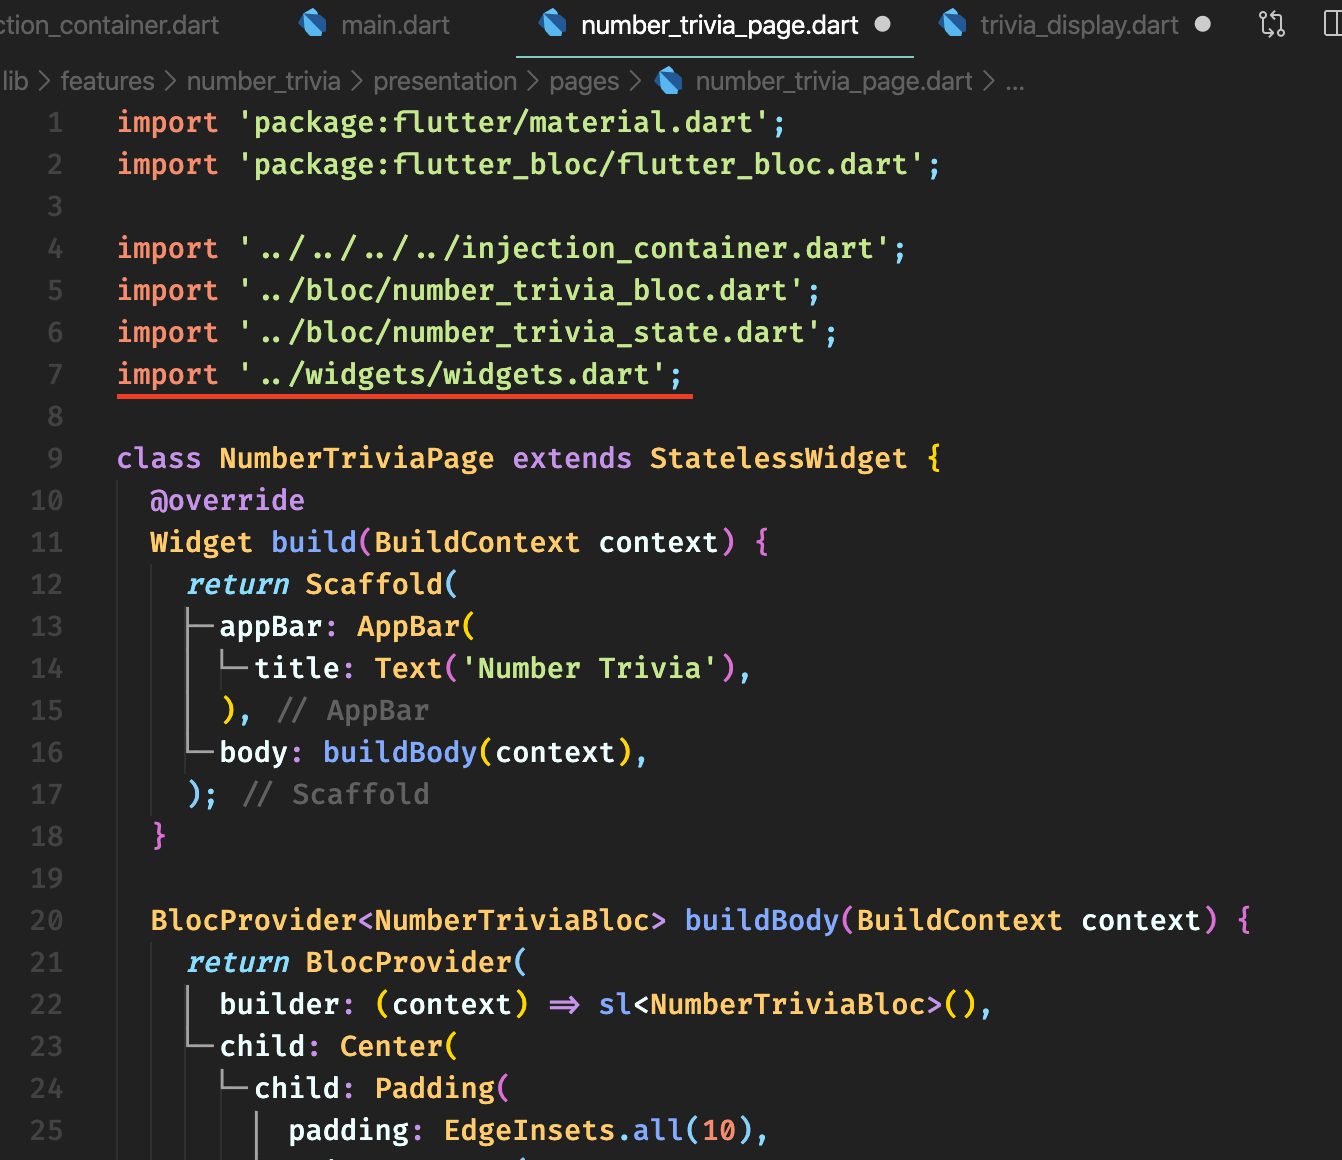 ction_container.dart main.dart number_trivia_page.dart trivia_display.dart
lib > features > number_trivia > presentation > pages > number_trivia_page.dart > ...
1 import 'package:flutter/material.dart';
2 import 'package:flutter_bloc/flutter_bloc.dart';
3
4 import '../../../../injection_container.dart';
5 import '../bloc/number_trivia_bloc.dart';
6 import '../bloc/number_trivia_state.dart';
7 import '../widgets/widgets.dart';
8
9 class NumberTriviaPage extends StatelessWidget {
10 @override
11 Widget build(BuildContext context) {
12 return Scaffold(
13 appBar: AppBar(
14 title: Text('Number Trivia'),
15 ), // AppBar
16 body: buildBody(context),
17 ); // Scaffold
18 }
19
20 BlocProvider<NumberTriviaBloc> buildBody(BuildContext context) {
21 return BlocProvider(
22 builder: (context) => sl<NumberTriviaBloc>(),
23 child: Center(
24 child: Padding(
25 padding: EdgeInsets.all(10),